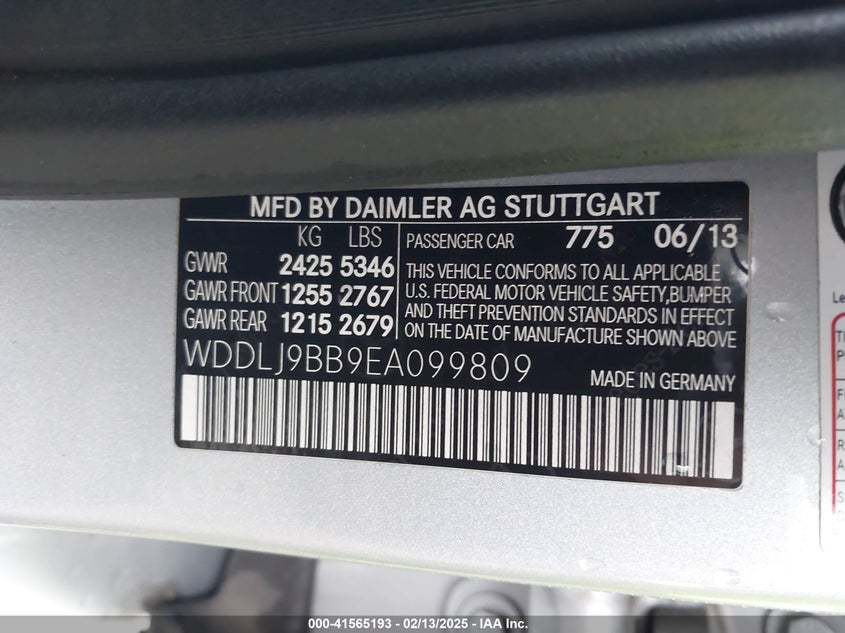 MFD BY DAIMLER AG STUTTGART
KG LBS
GVWR 2425 5346
GAWR FRONT 1255 2767
GAWR REAR 1215 2679
PASSENGER CAR 775 06/13
THIS VEHICLE CONFORMS TO ALL APPLICABLE
U.S. FEDERAL MOTOR VEHICLE SAFETY,BUMPER
AND THEFT PREVENTION STANDARDS IN EFFECT
ON THE DATE OF MANUFACTURE SHOWN ABOVE
WDDLJ9BB9EA099809
MADE IN GERMANY
000-41565193 - 02/13/2025 - IAA Inc.